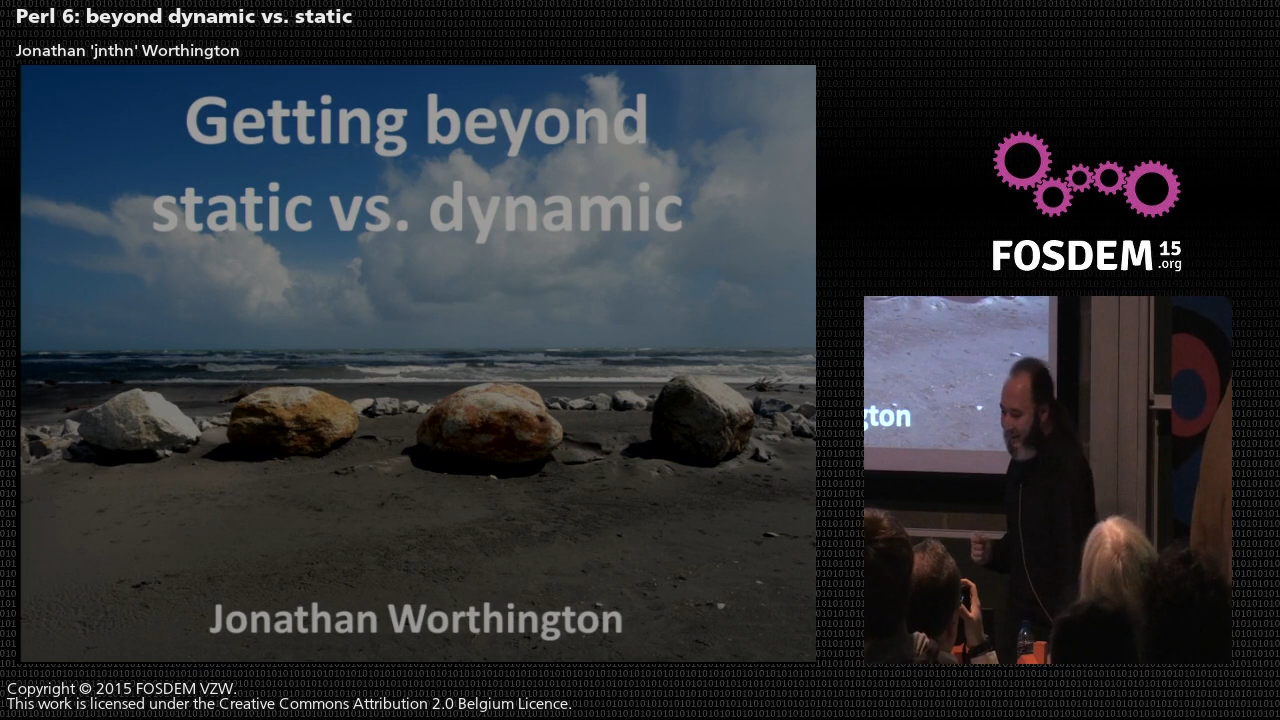 Perl 6: beyond dynamic vs. static
Jonathan 'jnthn' Worthington
Getting beyond
static vs. dynamic
Jonathan Worthington
FOSDEM 15
.org
gton
Copyright © 2015 FOSDEM VZW.
This work is licensed under the Creative Commons Attribution 2.0 Belgium Licence.